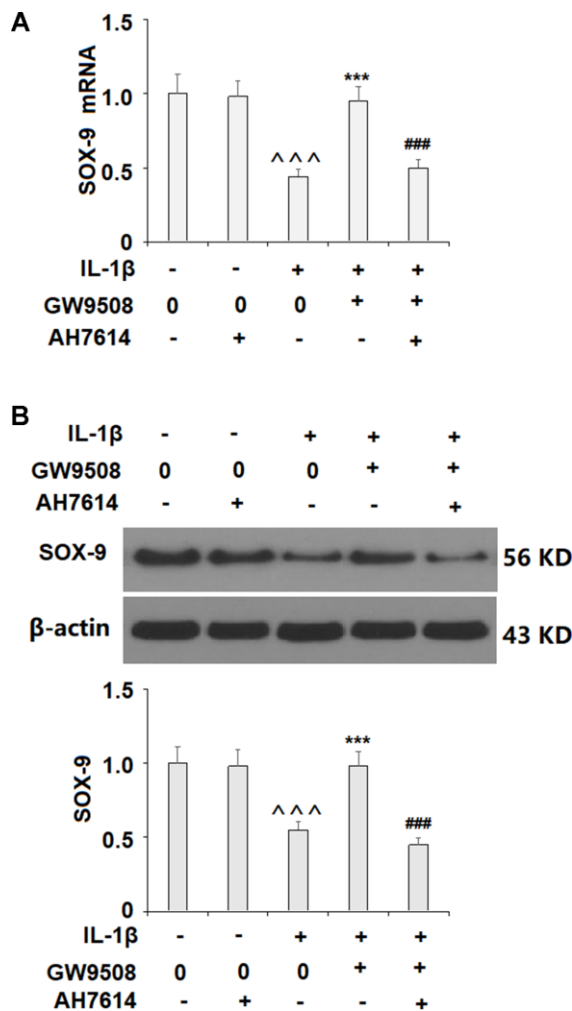 A
1.5
SOX-9 mRNA
1.0
***
^^^
###
0.5
0
IL-1β - - + + +
GW9508 0 0 0 + +
AH7614 - + - - +
B
IL-1β - - + + +
GW9508 0 0 0 + +
AH7614 - + - - +
SOX-9 56 KD
β-actin 43 KD
1.5
SOX-9
1.0
***
^^^
###
0.5
0
IL-1β - - + + +
GW9508 0 0 0 + +
AH7614 - + - - +